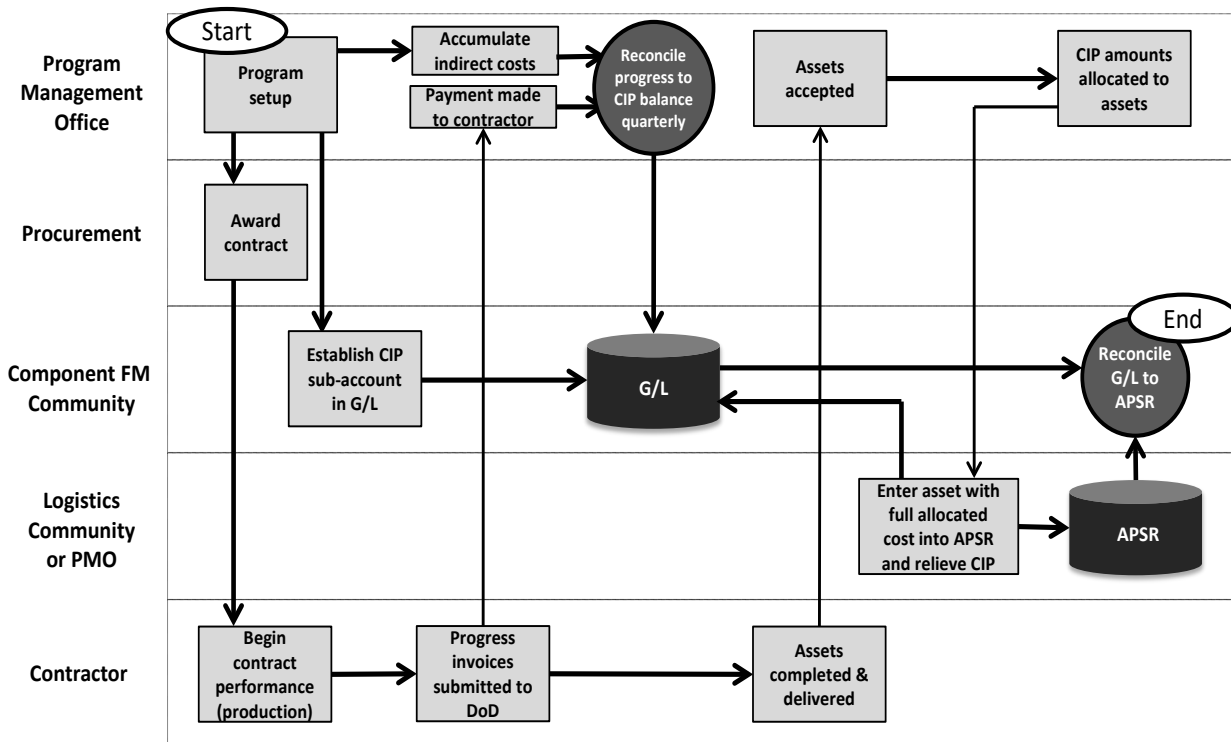 Start
Program
Management
Office
Program
setup
Accumulate
indirect costs
Payment made
to contractor
Reconcile
progress to
CIP balance
quarterly
Assets
accepted
CIP amounts
allocated to
assets
Procurement
Award
contract
Component FM
Community
Establish CIP
sub-account
in G/L
G/L
End
Reconcile
G/L to
APSR
Logistics
Community
or PMO
Enter asset with
full allocated
cost into APSR
and relieve CIP
APSR
Contractor
Begin
contract
performance
(production)
Progress
invoices
submitted to
DoD
Assets
completed &
delivered